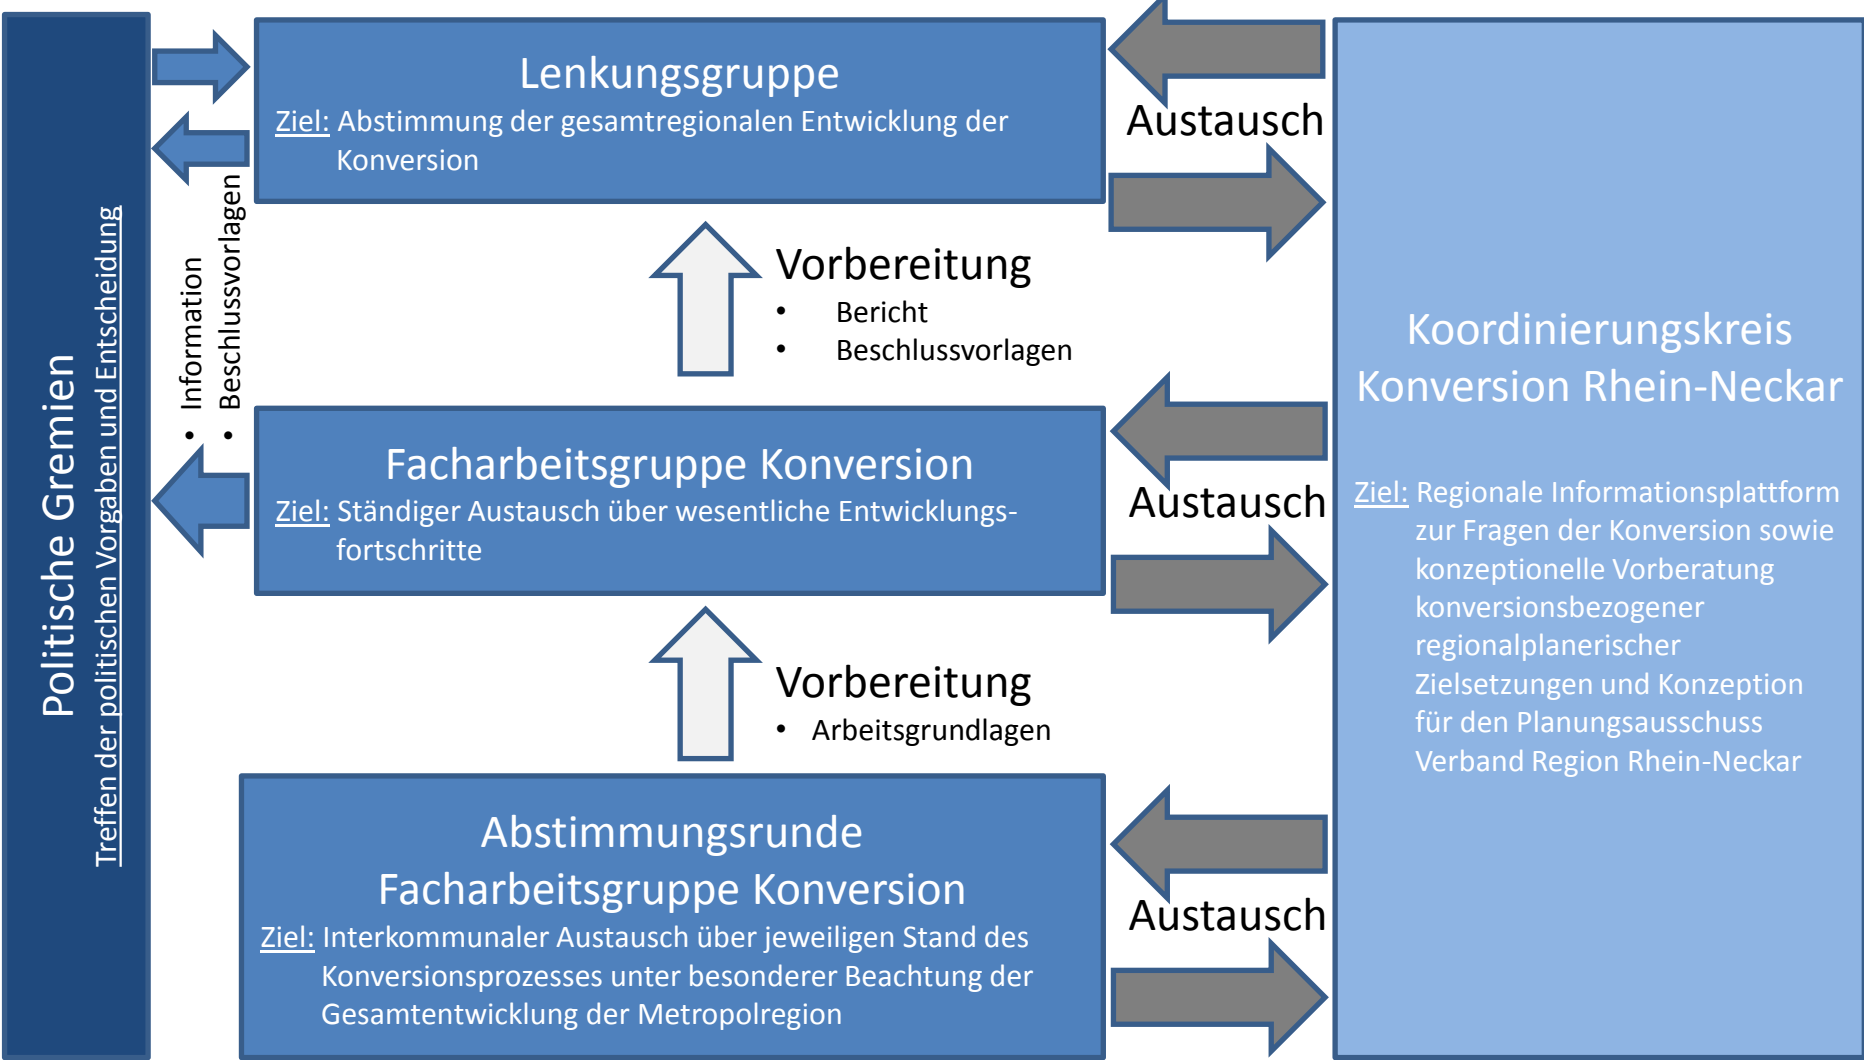 Politische Gremien
Treffen der politischen Vorgaben und Entscheidung
• Information
• Beschlussvorlagen
Lenkungsgruppe
Ziel: Abstimmung der gesamtregionalen Entwicklung der
Konversion
Austausch
Vorbereitung
• Bericht
• Beschlussvorlagen
Facharbeitsgruppe Konversion
Ziel: Ständiger Austausch über wesentliche Entwicklungs-
fortschritte
Austausch
Vorbereitung
• Arbeitsgrundlagen
Abstimmungsrunde
Facharbeitsgruppe Konversion
Ziel: Interkommunaler Austausch über jeweiligen Stand des
Konversionsprozesses unter besonderer Beachtung der
Gesamtentwicklung der Metropolregion
Austausch
Koordinierungskreis
Konversion Rhein-Neckar
Ziel: Regionale Informationsplattform
zur Fragen der Konversion sowie
konzeptionelle Vorberatung
konversionsbezogener
regionalplanerischer
Zielsetzungen und Konzeption
für den Planungsausschuss
Verband Region Rhein-Neckar